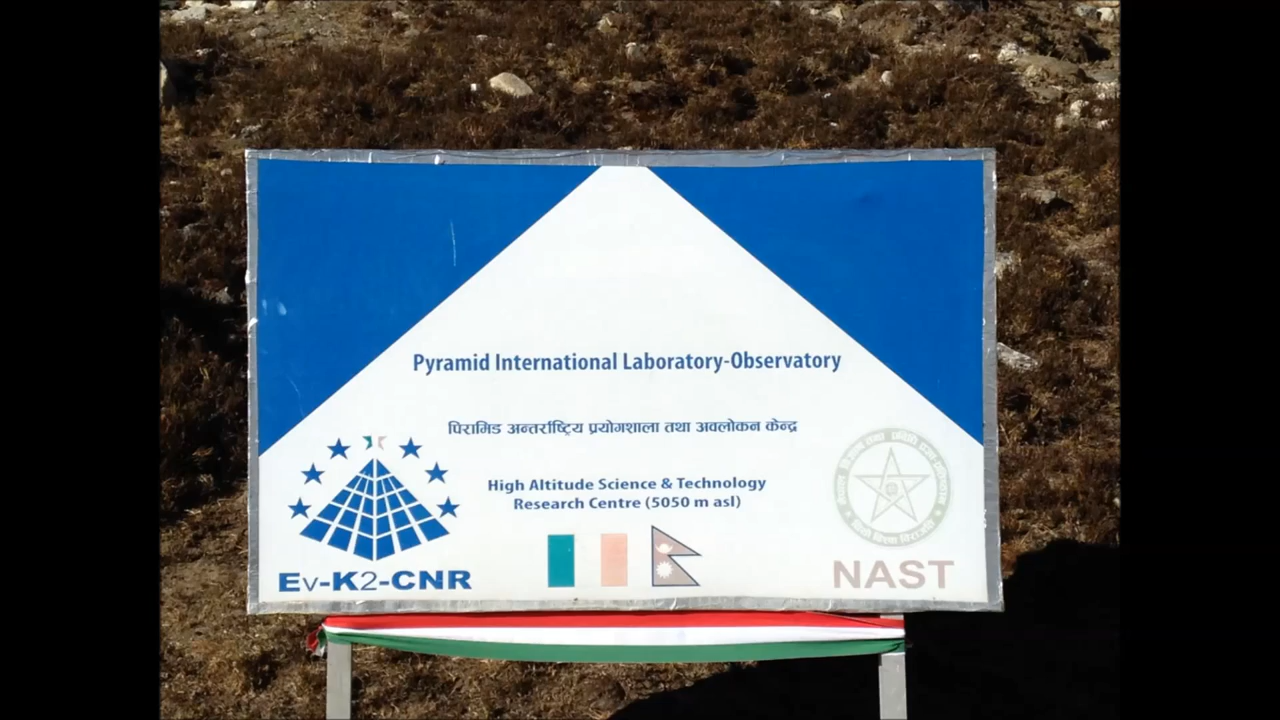 Pyramid International Laboratory-Observatory
पिरामिड अन्तर्राष्ट्रिय प्रयोगशाला तथा अवलोकन केन्द्र
High Altitude Science & Technology
Research Centre (5050 m asl)
Ev-K2-CNR
NAST